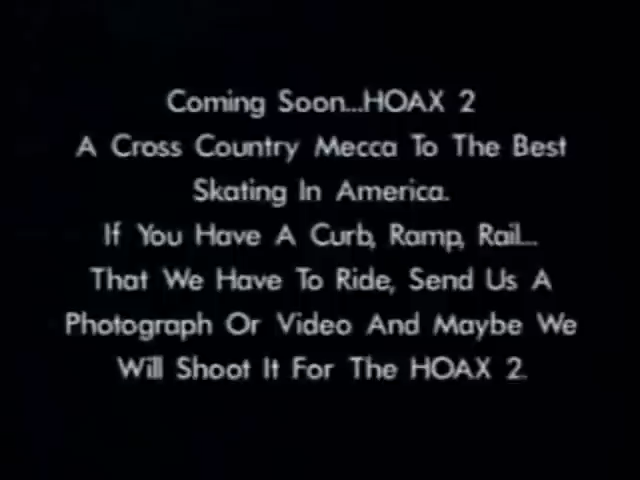 Coming Soon...HOAX 2
A Cross Country Mecca To The Best
Skating In America.
If You Have A Curb, Ramp, Rail...
That We Have To Ride, Send Us A
Photograph Or Video And Maybe We
Will Shoot It For The HOAX 2.